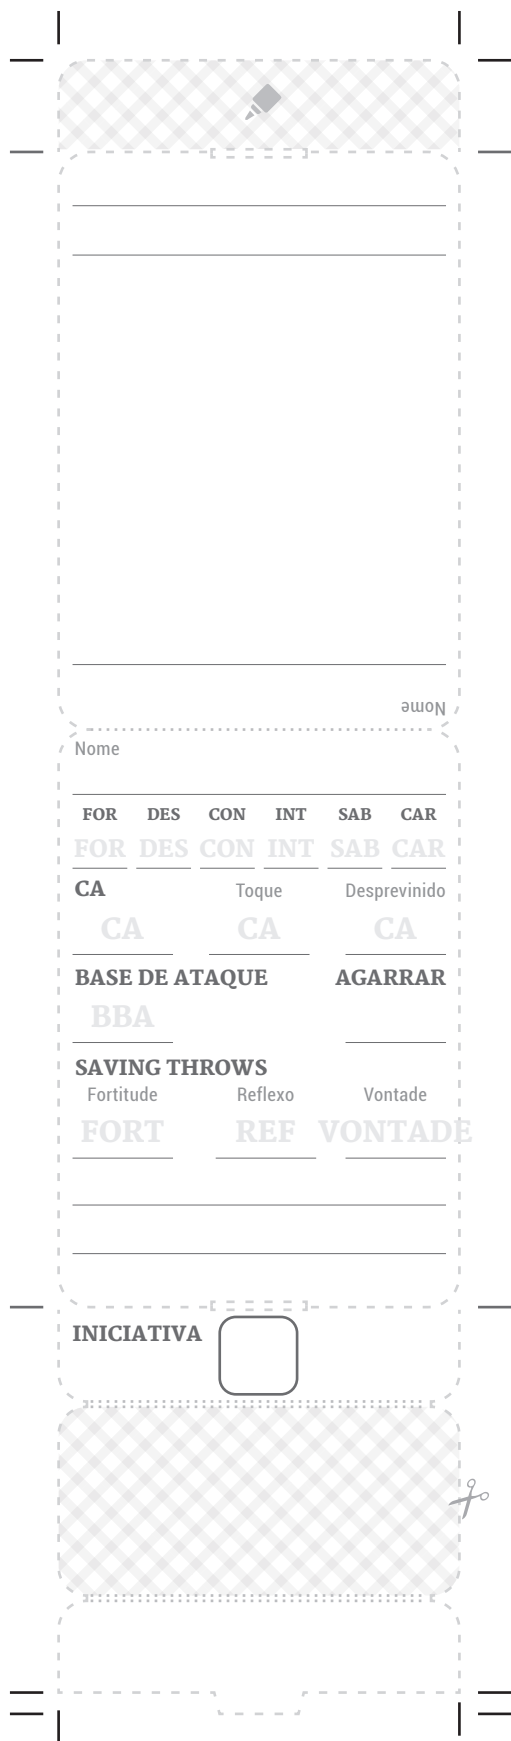 Nome
Nome
FOR DES CON INT SAB CAR
FOR DES CON INT SAB CAR
CA Toque Desprevinido
CA CA CA
BASE DE ATAQUE AGARRAR
BBA
SAVING THROWS
Fortitude Reflexo Vontade
FORT REF VONTADE
INICIATIVA